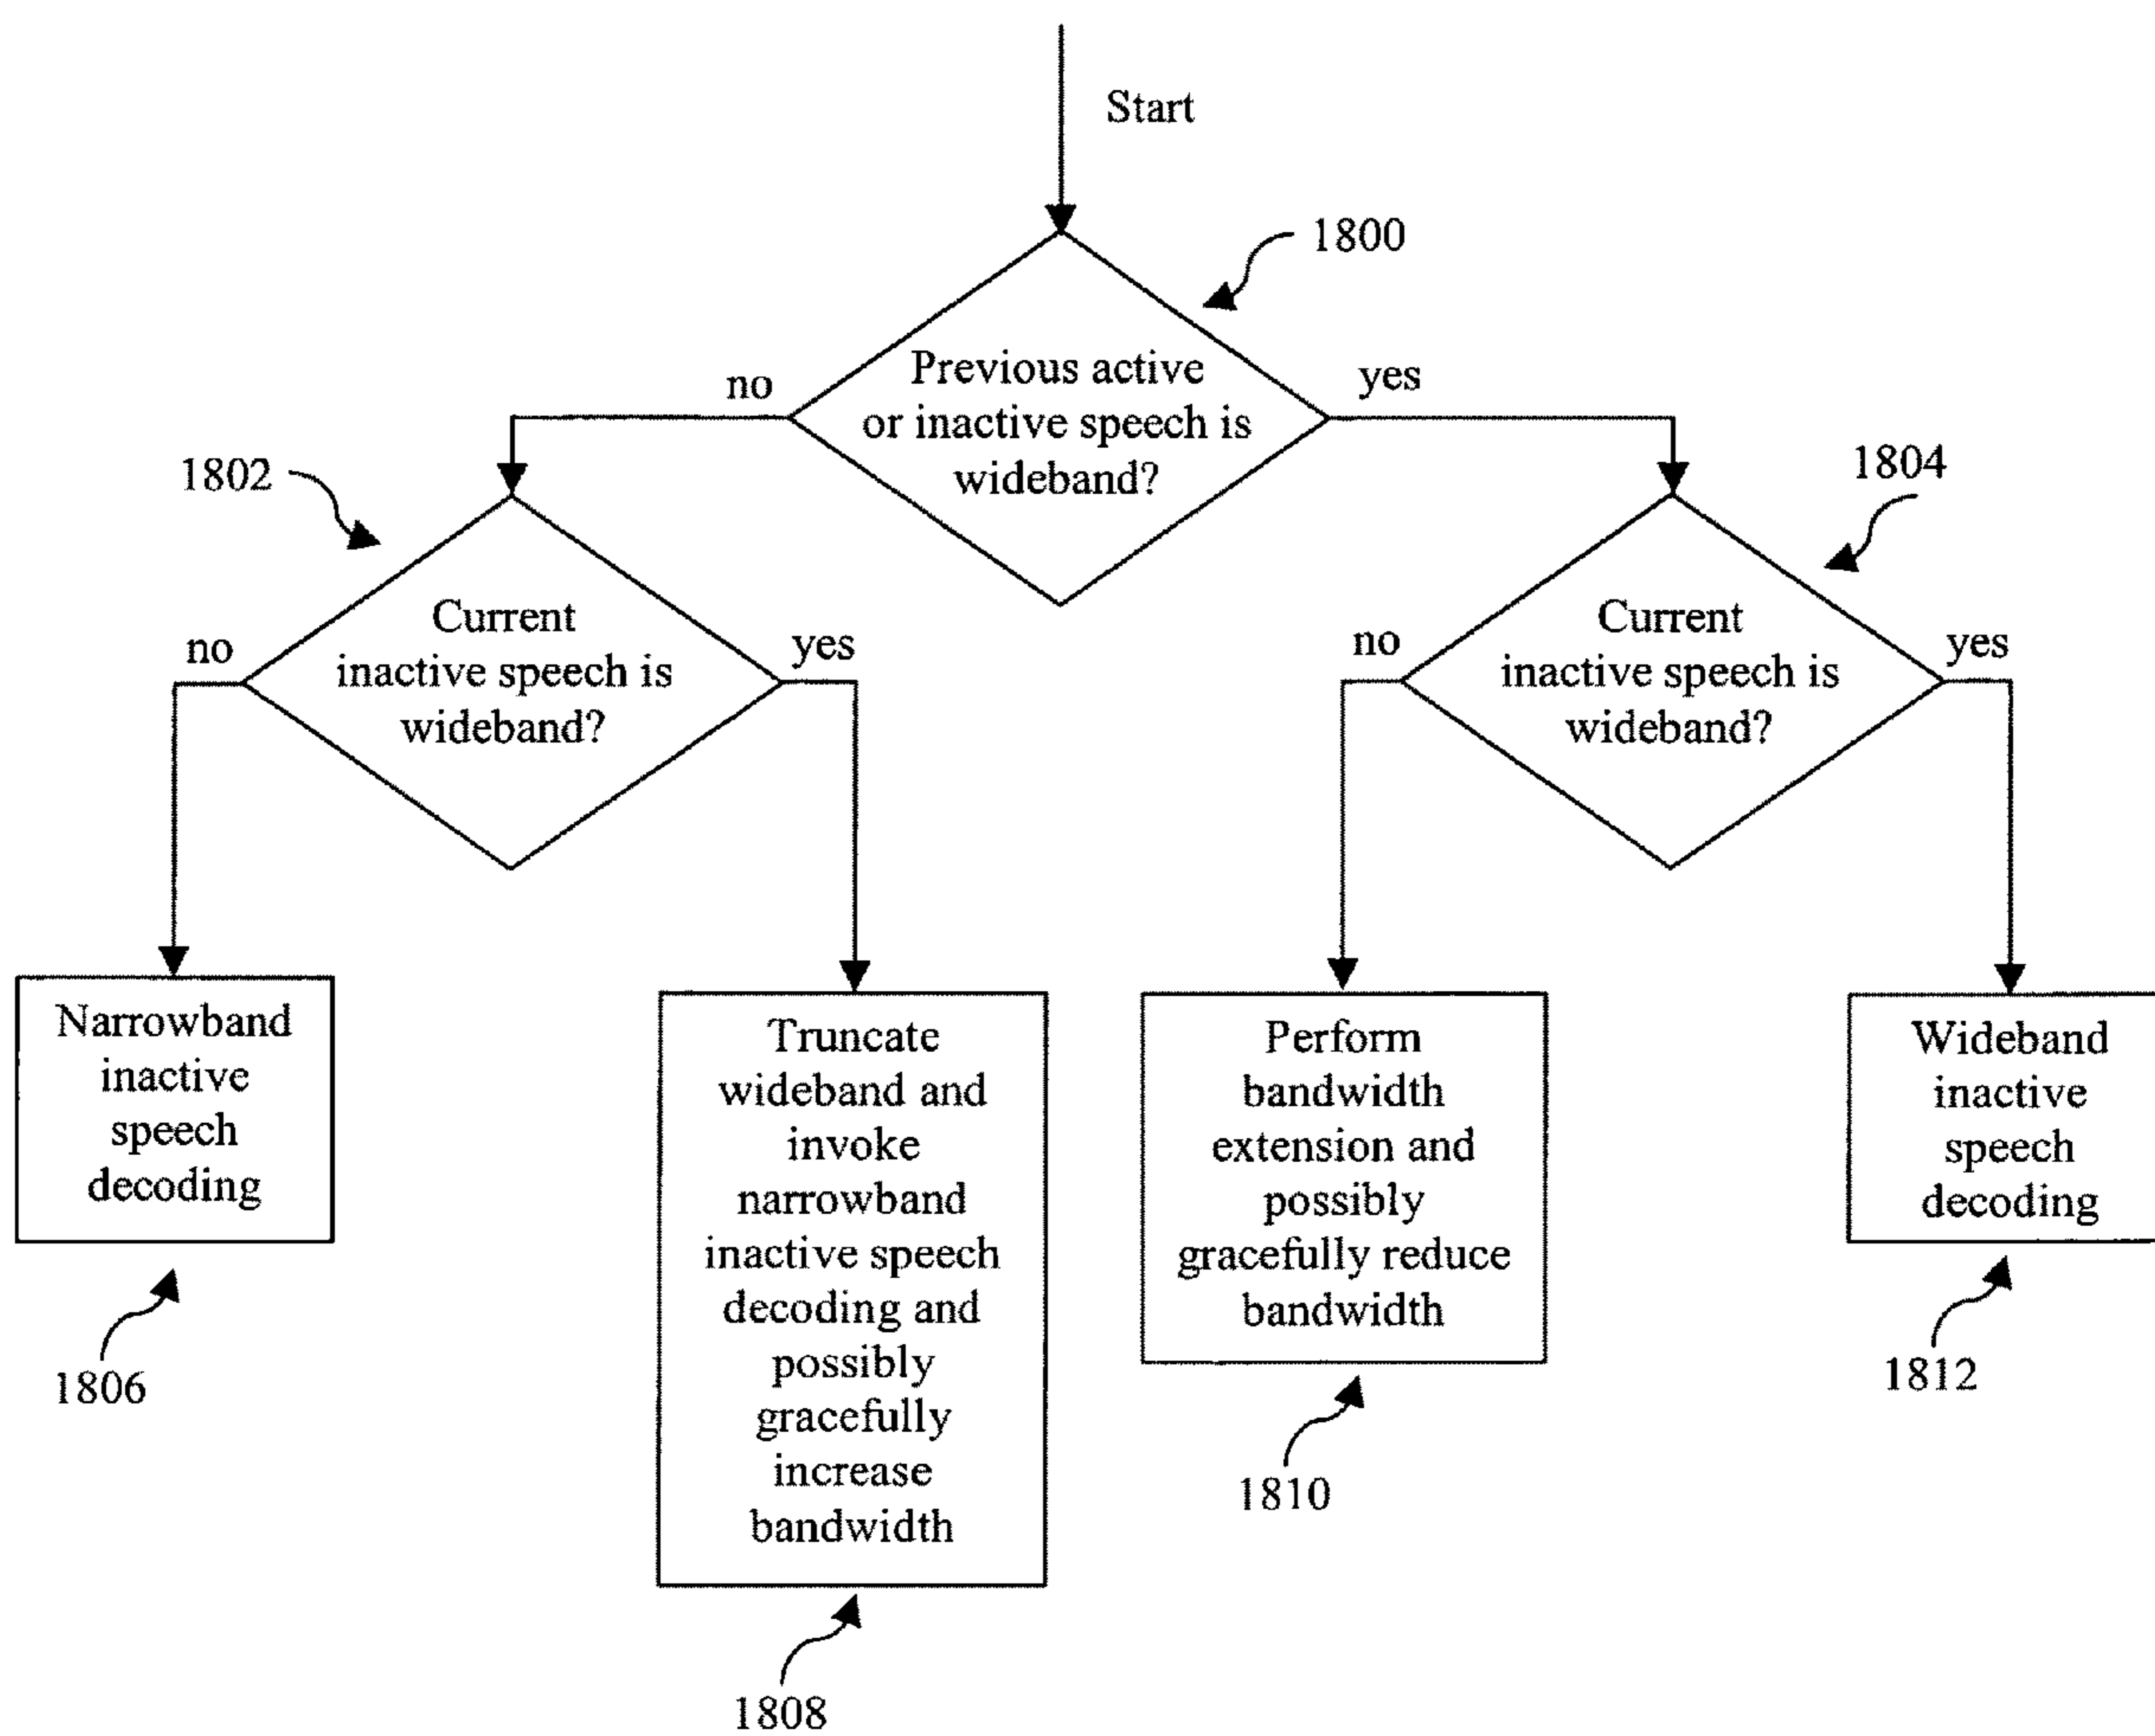 Start
1800
Previous active
or inactive speech is
wideband?
no
yes
1802
1804
Current
inactive speech is
wideband?
no
yes
Current
inactive speech is
wideband?
no
yes
Narrowband
inactive
speech
decoding
Truncate
wideband and
invoke
narrowband
inactive speech
decoding and
possibly
gracefully
increase
bandwidth
Perform
bandwidth
extension and
possibly
gracefully reduce
bandwidth
Wideband
inactive
speech
decoding
1806
1808
1810
1812